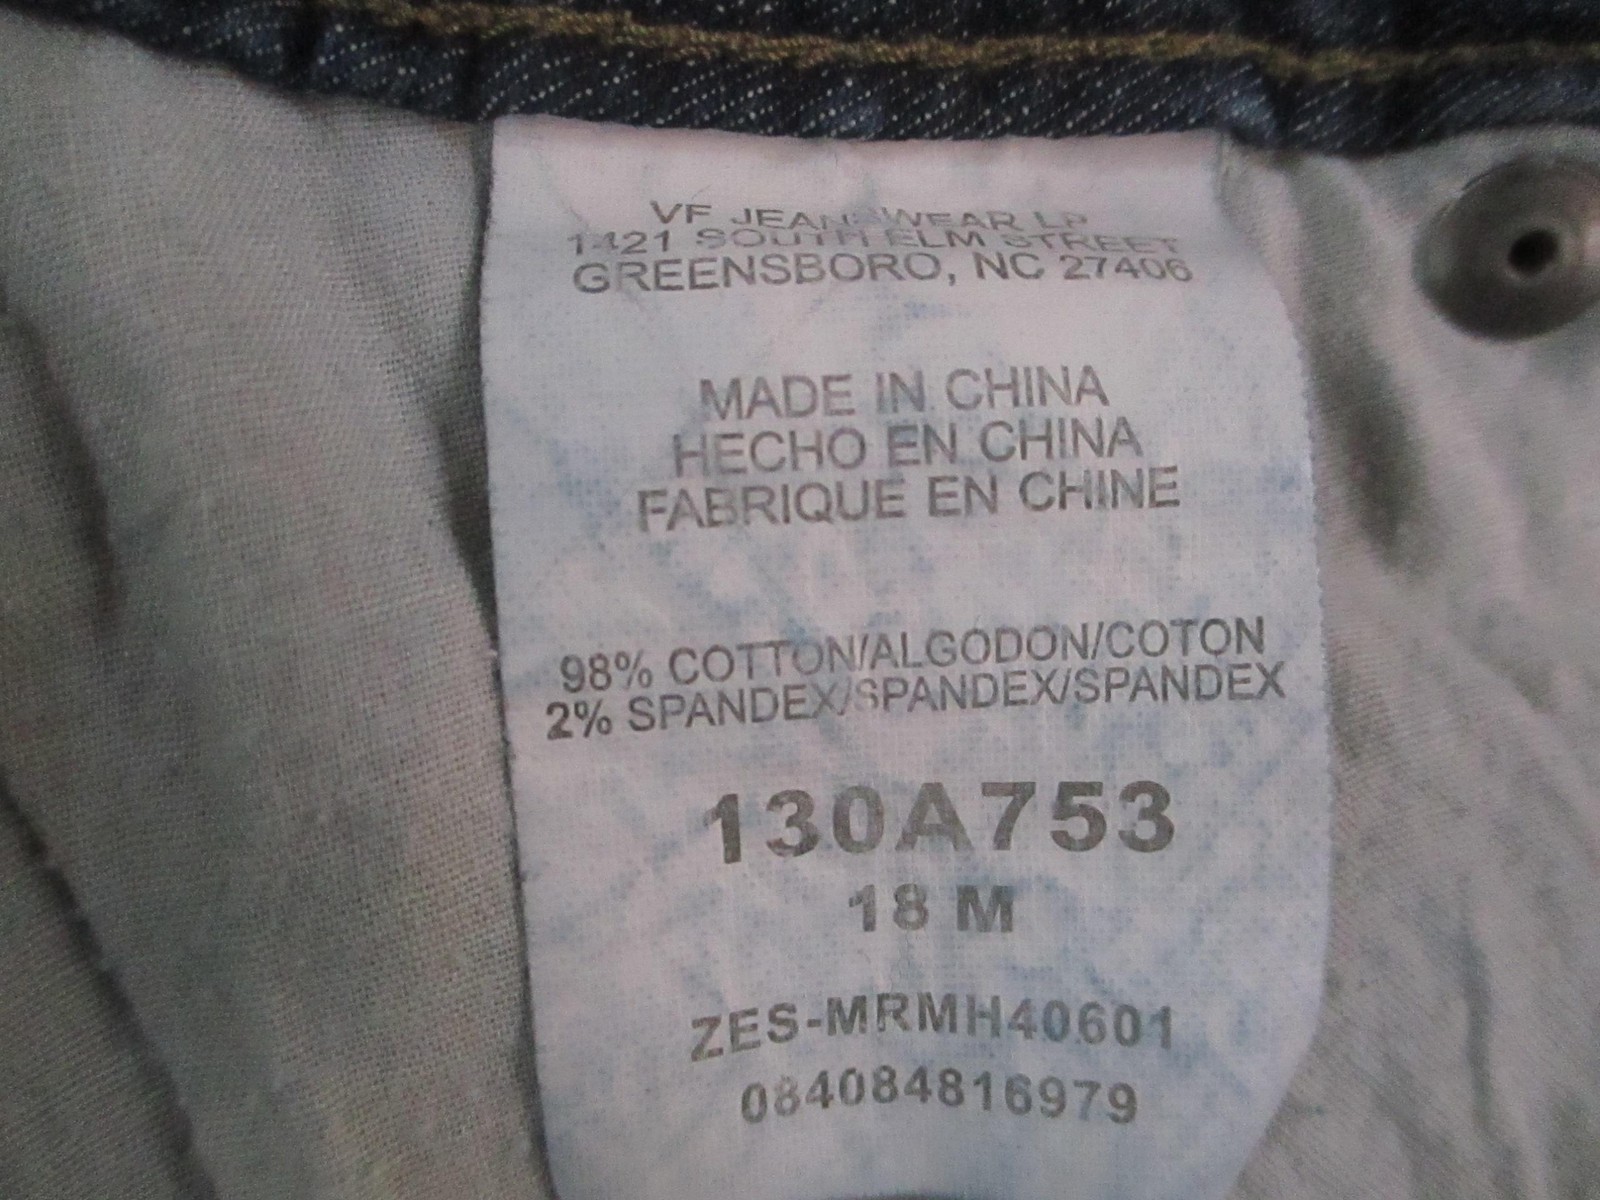 VF JEANSWEAR LP
1421 SOUTH ELM STREET
GREENSBORO, NC 27406
MADE IN CHINA
HECHO EN CHINA
FABRIQUE EN CHINE
98% COTTON/ALGODON/COTON
2% SPANDEX/SPANDEX/SPANDEX
130A753
18 M
ZES-MRMH40601
084084816979